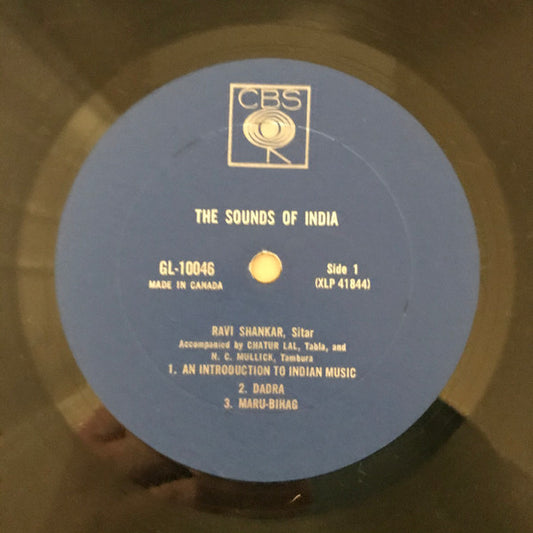 CBS
THE SOUNDS OF INDIA
GL-10046
MADE IN CANADA
Side 1
(XLP 41844)
RAVI SHANKAR, Sitar
Accompanied by CHATUR LAL, Tabla, and
N. C. MULLICK, Tambura
1. AN INTRODUCTION TO INDIAN MUSIC
2. DADRA
3. MARU-BIHAG